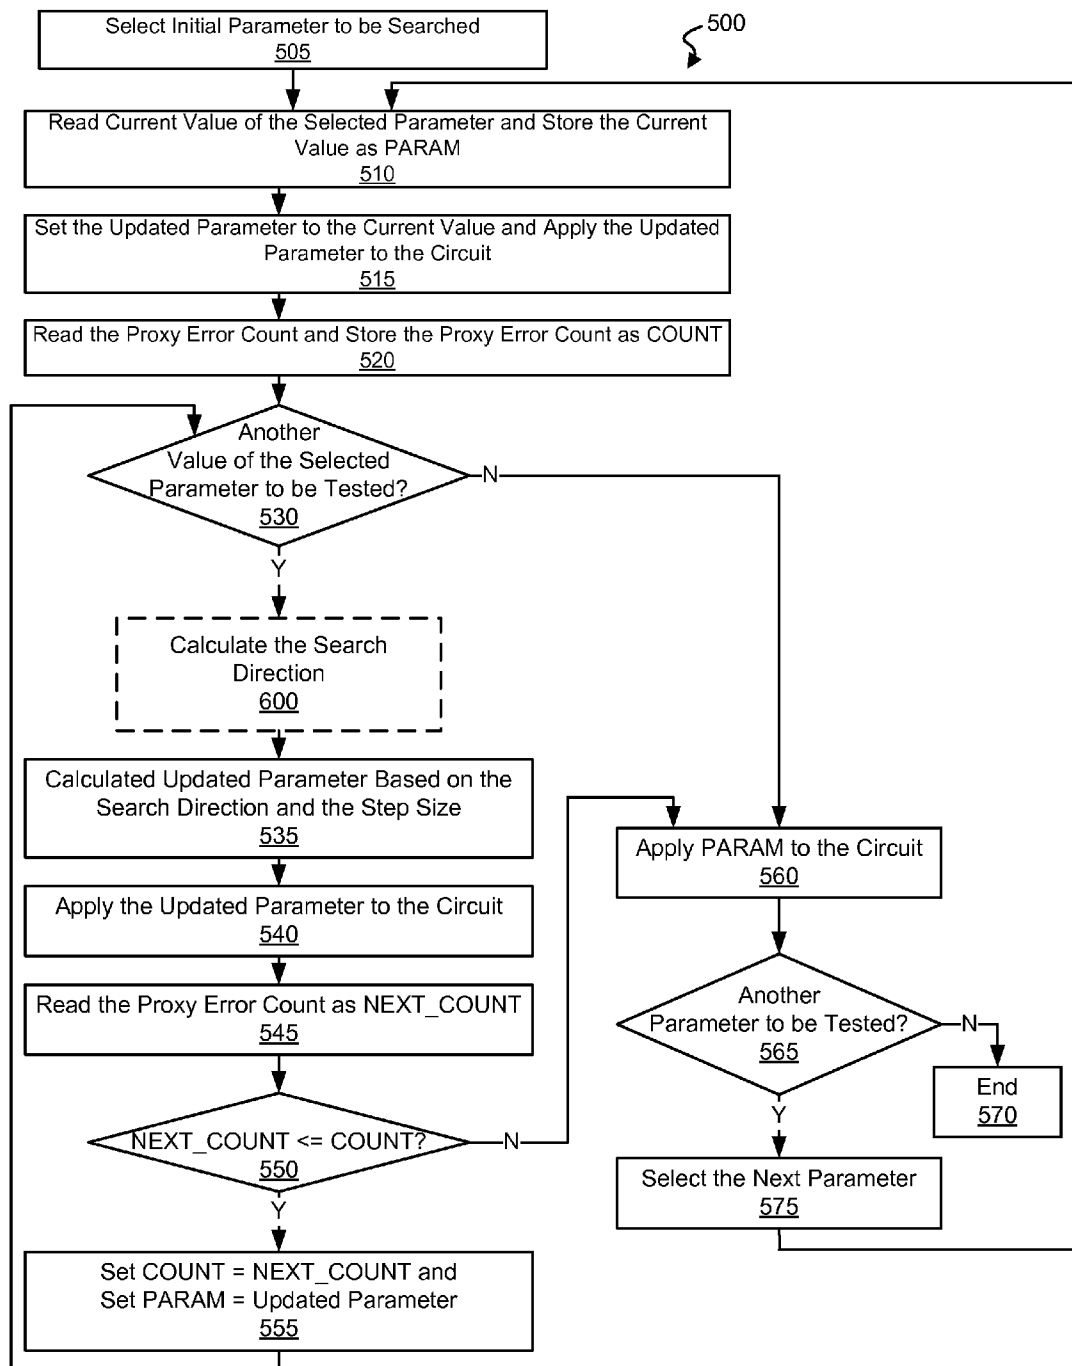 Select Initial Parameter to be Searched
505
500
Read Current Value of the Selected Parameter and Store the Current
Value as PARAM
510
Set the Updated Parameter to the Current Value and Apply the Updated
Parameter to the Circuit
515
Read the Proxy Error Count and Store the Proxy Error Count as COUNT
520
Another
Value of the Selected
Parameter to be Tested?
530
N
Y
Calculate the Search
Direction
600
Calculated Updated Parameter Based on the
Search Direction and the Step Size
535
Apply the Updated Parameter to the Circuit
540
Read the Proxy Error Count as NEXT_COUNT
545
NEXT_COUNT <= COUNT?
550
N
Y
Set COUNT = NEXT_COUNT and
Set PARAM = Updated Parameter
555
Apply PARAM to the Circuit
560
Another
Parameter to be Tested?
565
N
Y
End
570
Select the Next Parameter
575